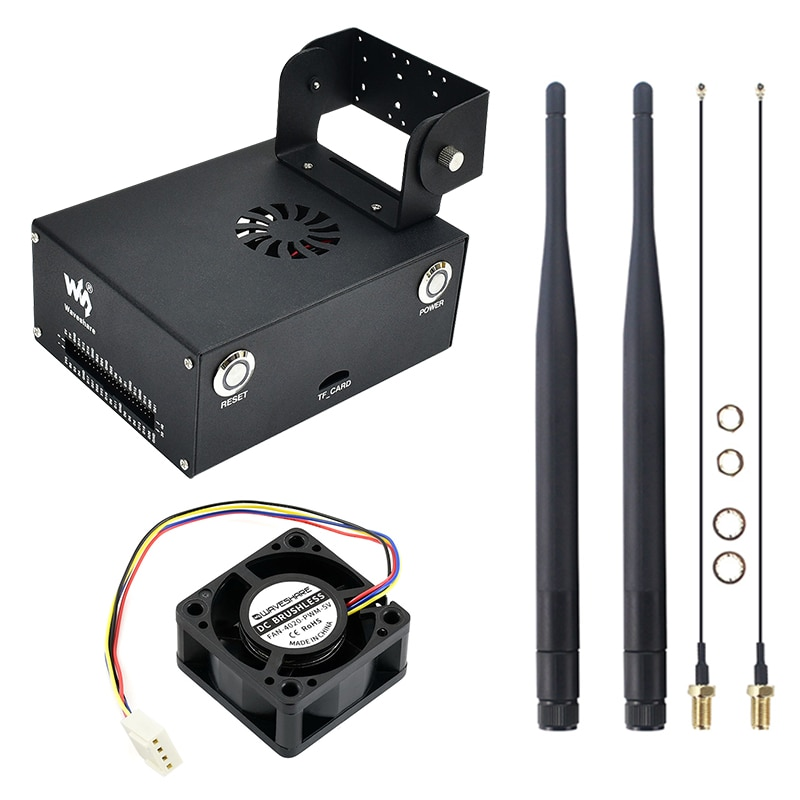 Waveshare
RESET
TF_CARD
POWER
WAVESHARE
DC BRUSHLESS
FAN-4020-PWM-5V
CE RoHS
MADE IN CHINA